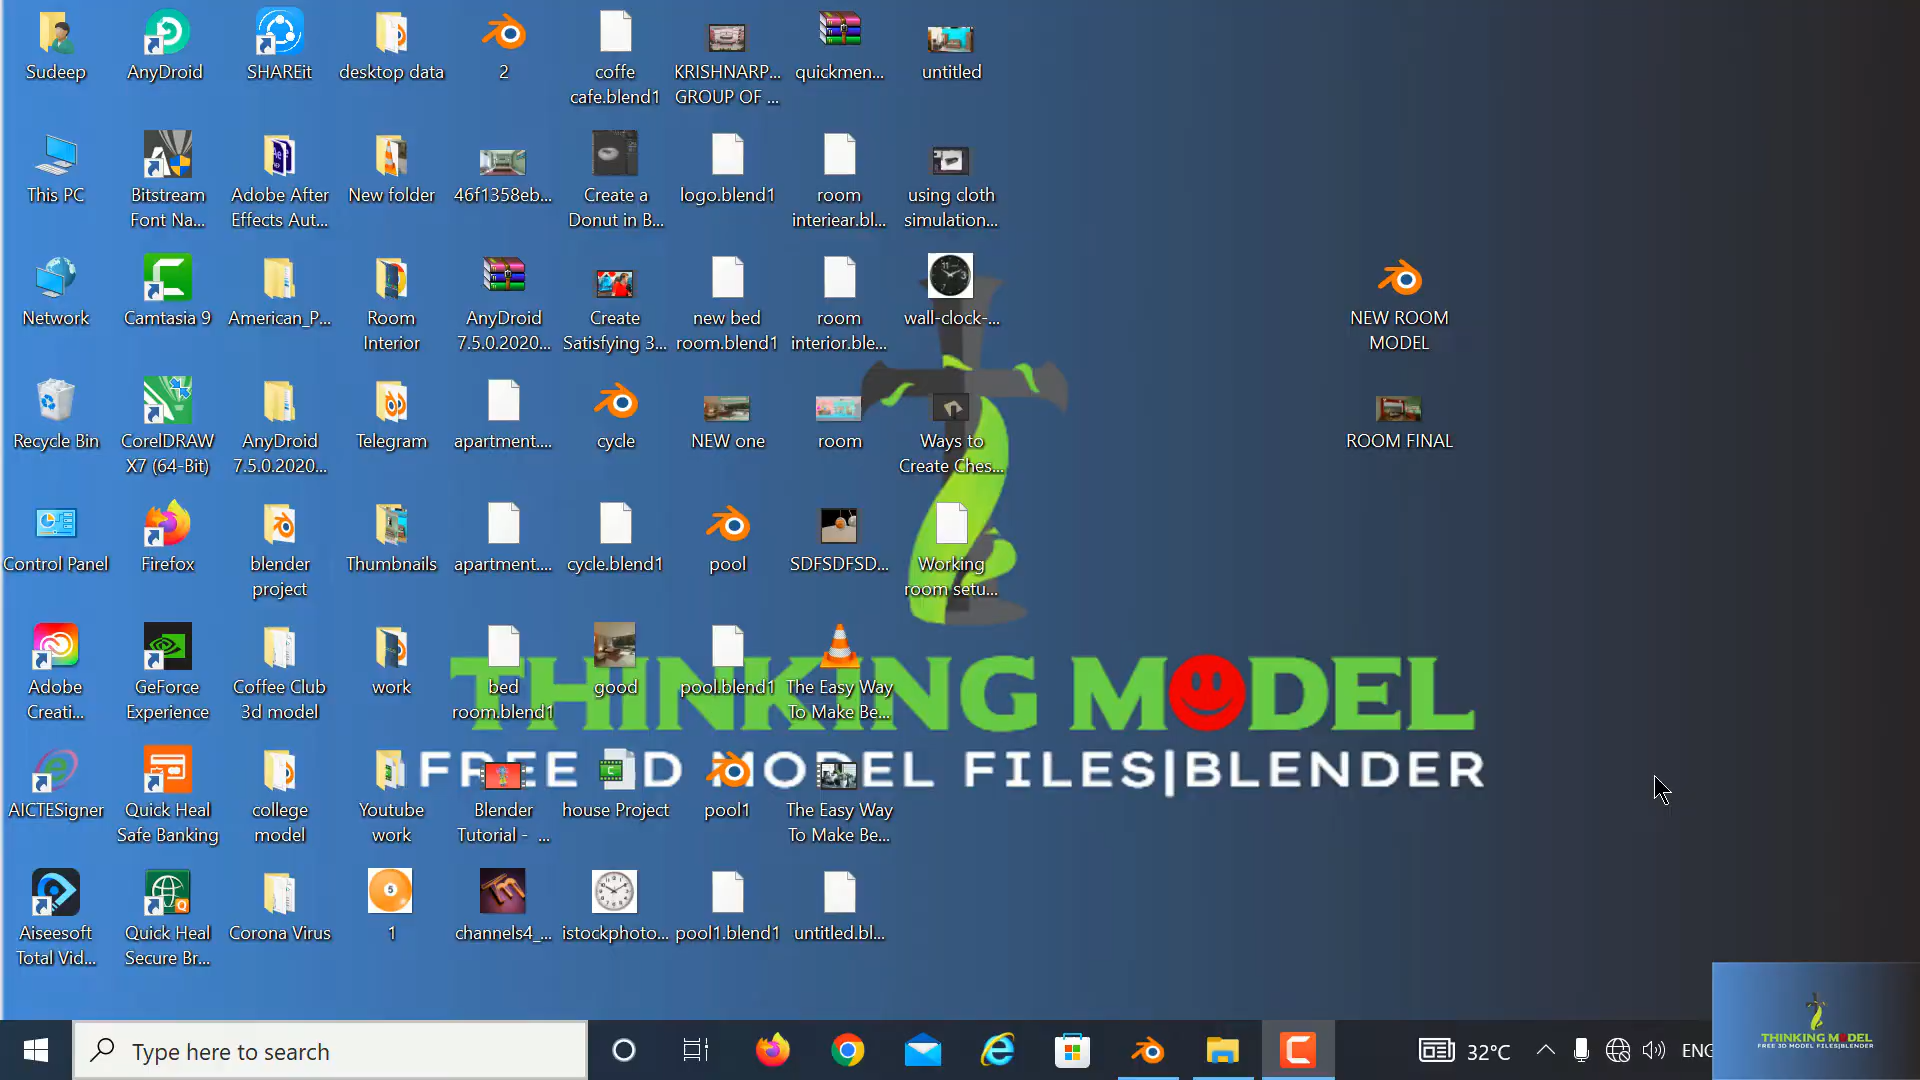 Sudeep
AnyDroid
SHAREit
desktop data
2
coffe
cafe.blend1
KRISHNARP...
GROUP OF ...
quickmen...
untitled
This PC
Bitstream
Font Na...
Adobe After
Effects Aut...
New folder
46f1358eb...
Create a
Donut in B...
logo.blend1
room
interiear.bl...
using cloth
simulation...
Network
Camtasia 9
American_P...
Room
Interior
AnyDroid
7.5.0.2020...
Create
Satisfying 3...
new bed
room.blend1
room
interior.ble...
wall-clock-...
NEW ROOM
MODEL
Recycle Bin
CorelDRAW
X7 (64-Bit)
AnyDroid
7.5.0.2020...
Telegram
apartment....
cycle
NEW one
room
Ways to
Create Ches...
ROOM FINAL
Control Panel
Firefox
blender
project
Thumbnails
apartment....
cycle.blend1
pool
SDFSDFSD...
Working
room setu...
Adobe
Creati...
GeForce
Experience
Coffee Club
3d model
work
bed
room.blend1
good
pool.blend1
The Easy Way
To Make Be...
THINKING MODEL
FREE 3D MODEL FILES|BLENDER
AICTESigner
Quick Heal
Safe Banking
college
model
Youtube
work
Blender
Tutorial - ...
house Project
pool1
The Easy Way
To Make Be...
Aiseesoft
Total Vid...
Quick Heal
Secure Br...
Corona Virus
1
channels4_...
istockphoto...
pool1.blend1
untitled.bl...
Type here to search
32°C
ENG
THINKING MODEL
FREE 3D MODEL FILES|BLENDER